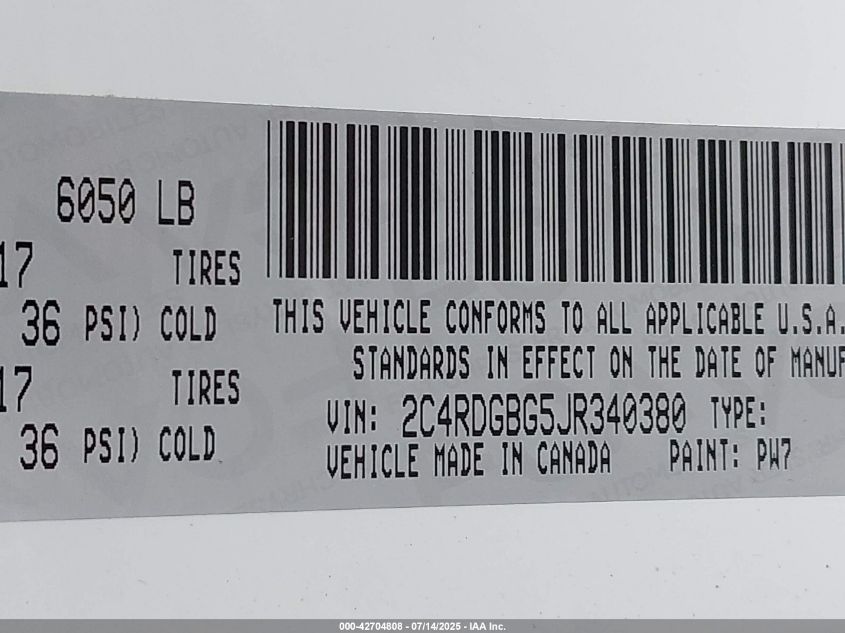 6050 LB
17 TIRES
36 PSI) COLD
17 TIRES
36 PSI) COLD
THIS VEHICLE CONFORMS TO ALL APPLICABLE U.S.A.
STANDARDS IN EFFECT ON THE DATE OF MANUF
VIN: 2C4RDGBG5JR340380 TYPE:
VEHICLE MADE IN CANADA PAINT: PW7
000-42704808 - 07/14/2025 - IAA Inc.